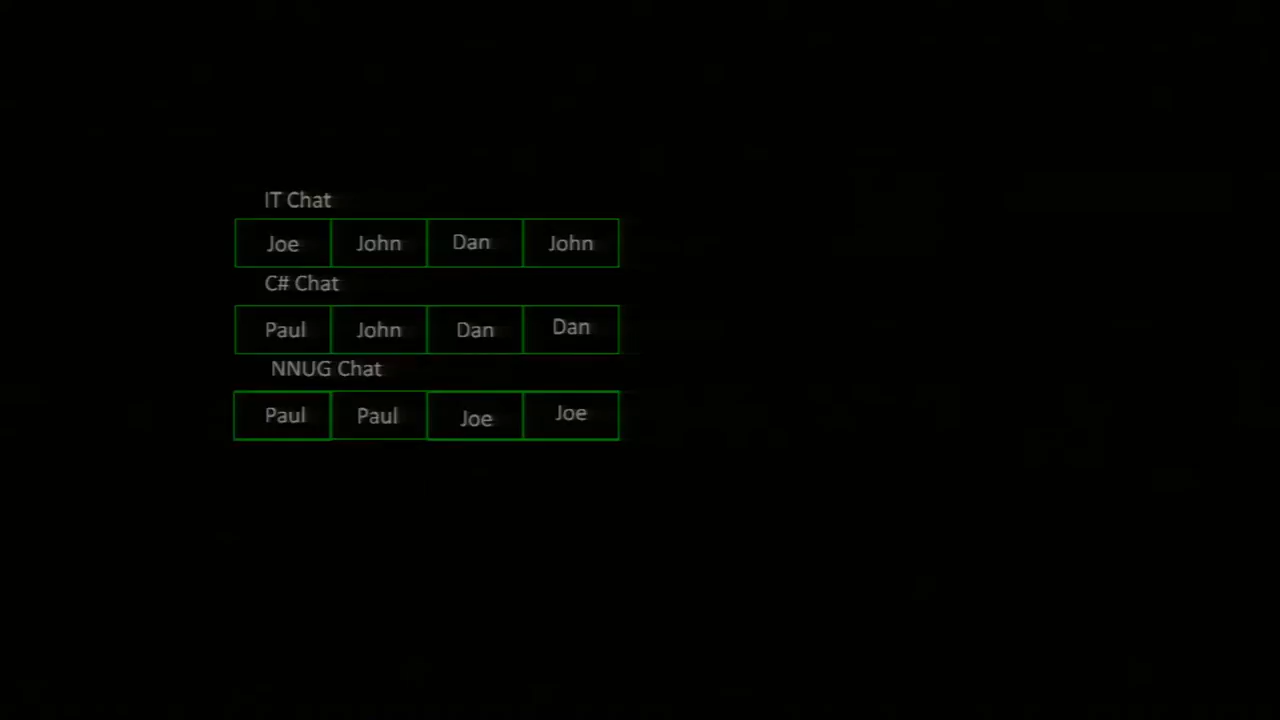 IT Chat
Joe John Dan John
C# Chat
Paul John Dan Dan
NNUG Chat
Paul Paul Joe Joe